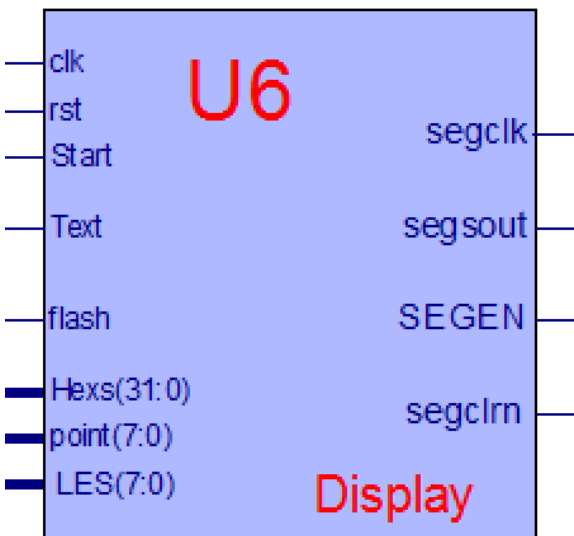 U6
clk
rst
Start
Text
flash
Hexs(31:0)
point(7:0)
LES(7:0)
segclk
segsout
SEGEN
segclrn
Display